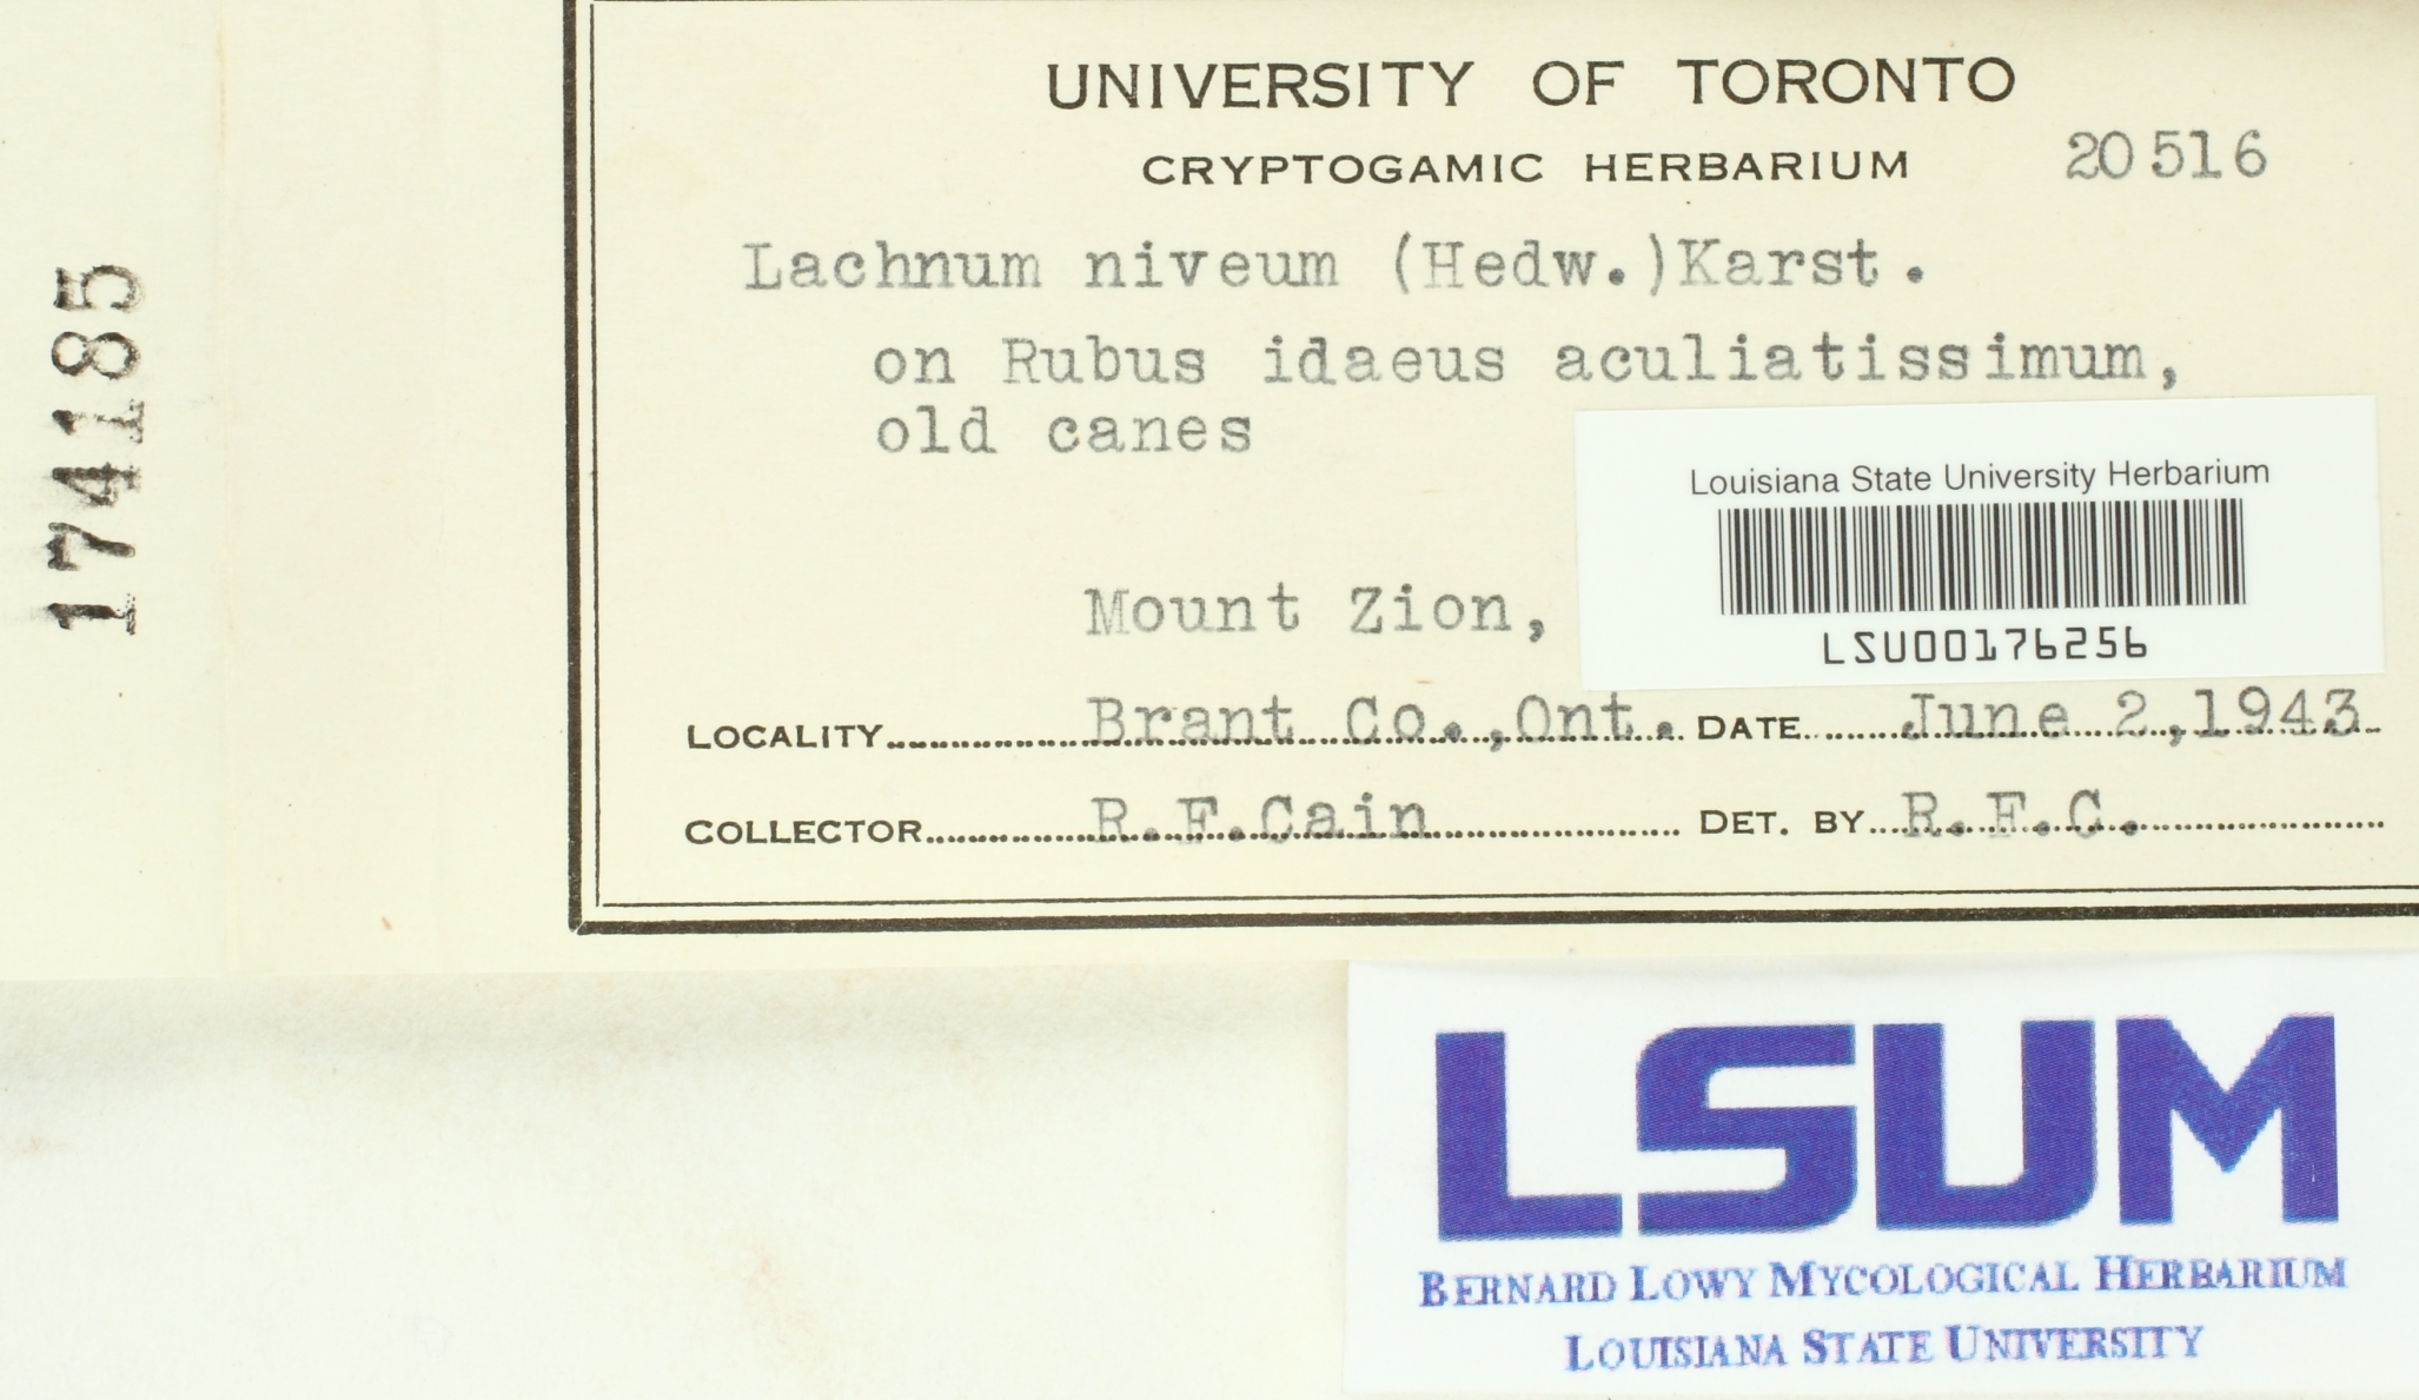 174185
UNIVERSITY OF TORONTO
CRYPTOGAMIC HERBARIUM 20516
Lachnum niveum (Hedw.)Karst.
on Rubus idaeus aculiatissimum,
old canes
Louisiana State University Herbarium
LSU00176256
Mount Zion,
LOCALITY Brant Co.,Ont. DATE June 2,1943
COLLECTOR R.F.Cain DET. BY R.F.C.
LSUM
BERNARD LOWY MYCOLOGICAL HERBARIUM
LOUISIANA STATE UNIVERSITY